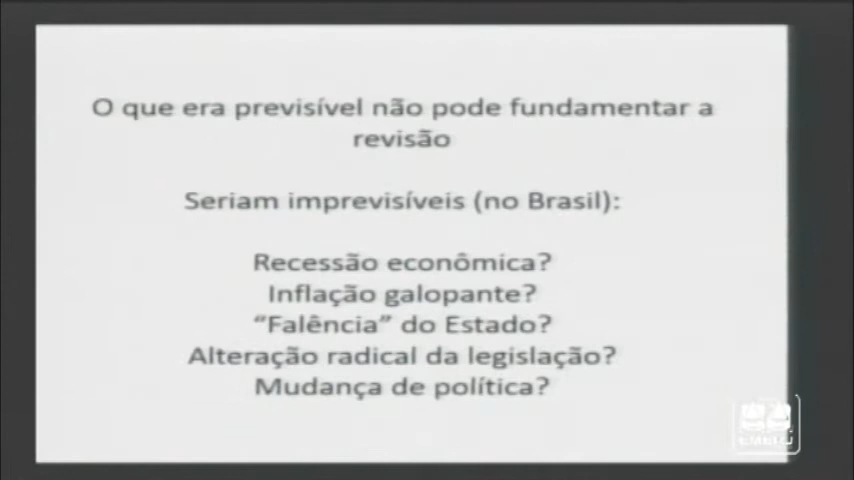 O que era previsível não pode fundamentar a
revisão
Seriam imprevisíveis (no Brasil):
Recessão econômica?
Inflação galopante?
“Falência” do Estado?
Alteração radical da legislação?
Mudança de política?